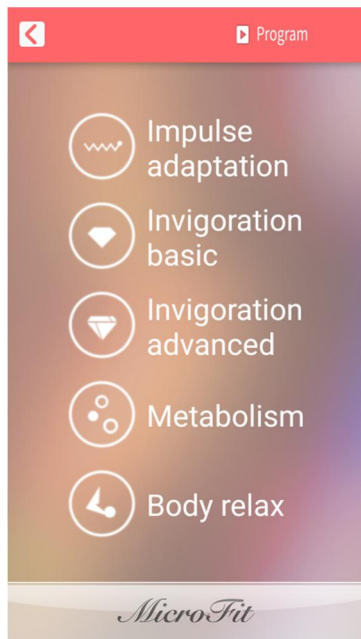 Program
Impulse
adaptation
Invigoration
basic
Invigoration
advanced
Metabolism
Body relax
MicroFit